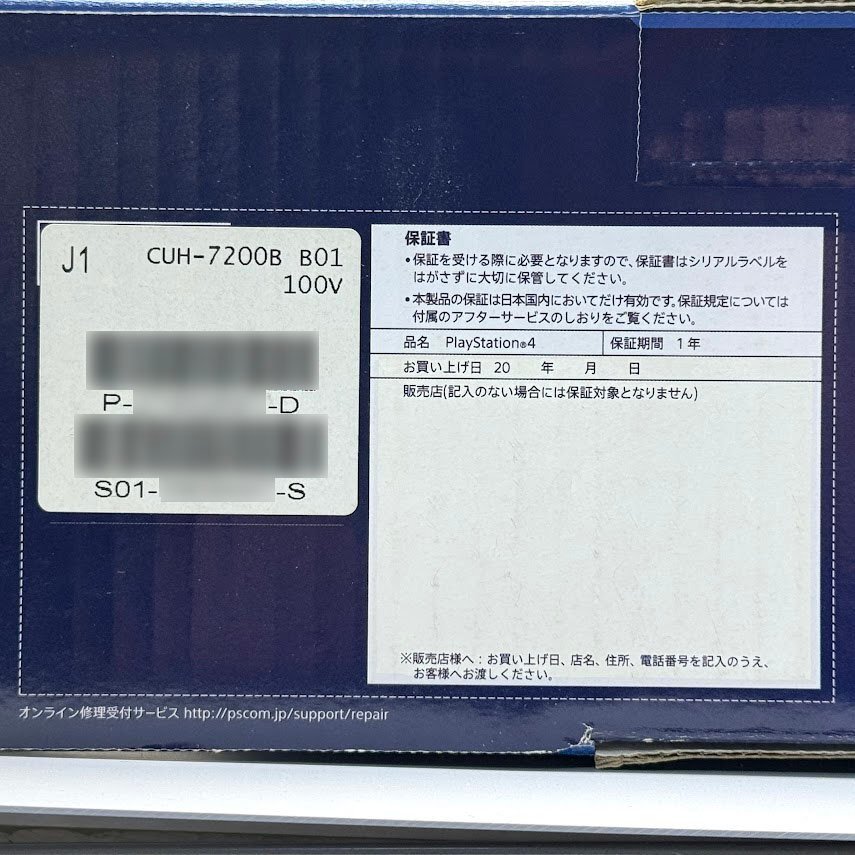 J1 CUH-7200B B01
100V
P- -D
S01- -S
保証書
•保証を受ける際に必要となりますので、保証書はシリアルラベルを
はがさずに大切に保管してください。
•本製品の保証は日本国内においてだけ有効です。保証規定については
付属のアフターサービスのしおりをご覧ください。
品名 PlayStation®4 保証期間 1年
お買い上げ日 20 年 月 日
販売店(記入のない場合には保証対象となりません)
※販売店様へ：お買い上げ日、店名、住所、電話番号を記入のうえ、
お客様へお渡しください。
オンライン修理受付サービス http://pscom.jp/support/repair